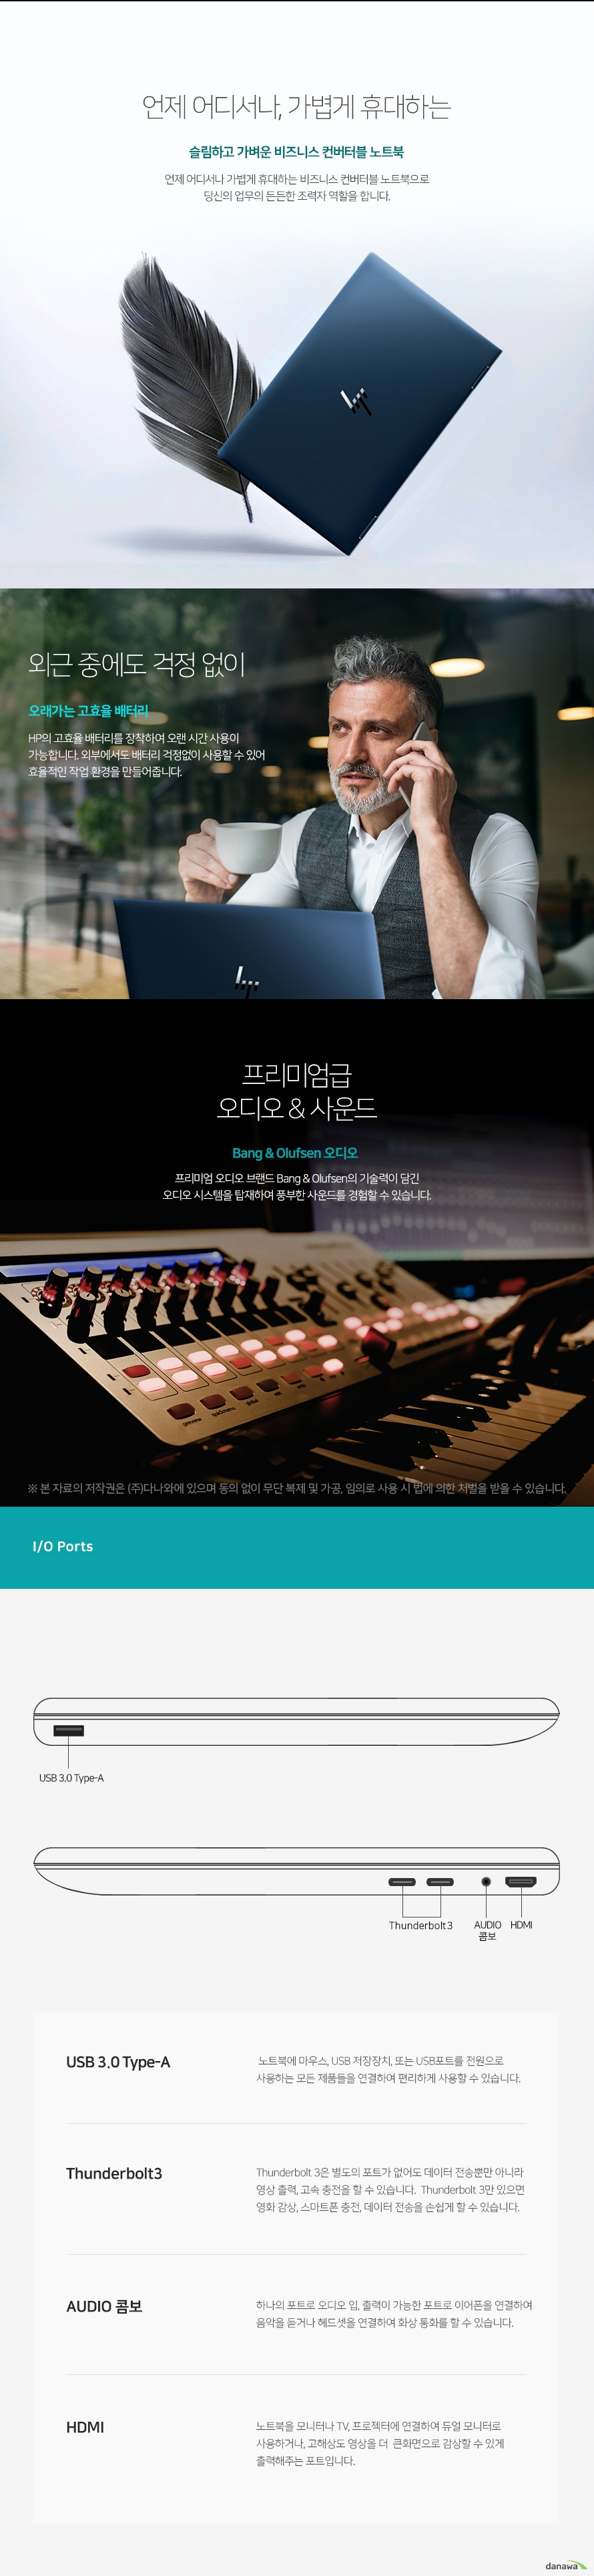 언제 어디서나, 가볍게 휴대하는
슬림하고 가벼운 비즈니스 컨버터블 노트북
언제 어디서나 가볍게 휴대하는 비즈니스 컨버터블 노트북으로
당신의 업무의 든든한 조력자 역할을 합니다.
외근 중에도 걱정 없이
오래가는 고효율 배터리
HP의 고효율 배터리를 장착하여 오랜 시간 사용이
가능합니다. 외부에서도 배터리 걱정없이 사용할 수 있어
효율적인 작업 환경을 만들어줍니다.
프리미엄급
오디오 & 사운드
Bang & Olufsen 오디오
프리미엄 오디오 브랜드 Bang & Olufsen의 기술력이 담긴
오디오 시스템을 탑재하여 풍부한 사운드를 경험할 수 있습니다.
preview
quickmenu
global
※ 본 자료의 저작권은 (주)다나와에 있으며 동의 없이 무단 복제 및 가공, 임의로 사용 시 법에 의한 처벌을 받을 수 있습니다.
I/O Ports
USB 3.0 Type-A
Thunderbolt3
AUDIO
콤보
HDMI
USB 3.0 Type-A
노트북에 마우스, USB 저장장치, 또는 USB포트를 전원으로
사용하는 모든 제품들을 연결하여 편리하게 사용할 수 있습니다.
Thunderbolt3
Thunderbolt 3은 별도의 포트가 없어도 데이터 전송뿐만 아니라
영상 출력, 고속 충전을 할 수 있습니다. Thunderbolt 3만 있으면
영화 감상, 스마트폰 충전, 데이터 전송을 손쉽게 할 수 있습니다.
AUDIO 콤보
하나의 포트로 오디오 입, 출력이 가능한 포트로 이어폰을 연결하여
음악을 듣거나 헤드셋을 연결하여 화상 통화를 할 수 있습니다.
HDMI
노트북을 모니터나 TV, 프로젝터에 연결하여 듀얼 모니터로
사용하거나, 고해상도 영상을 더 큰화면으로 감상할 수 있게
출력해주는 포트입니다.
danawa